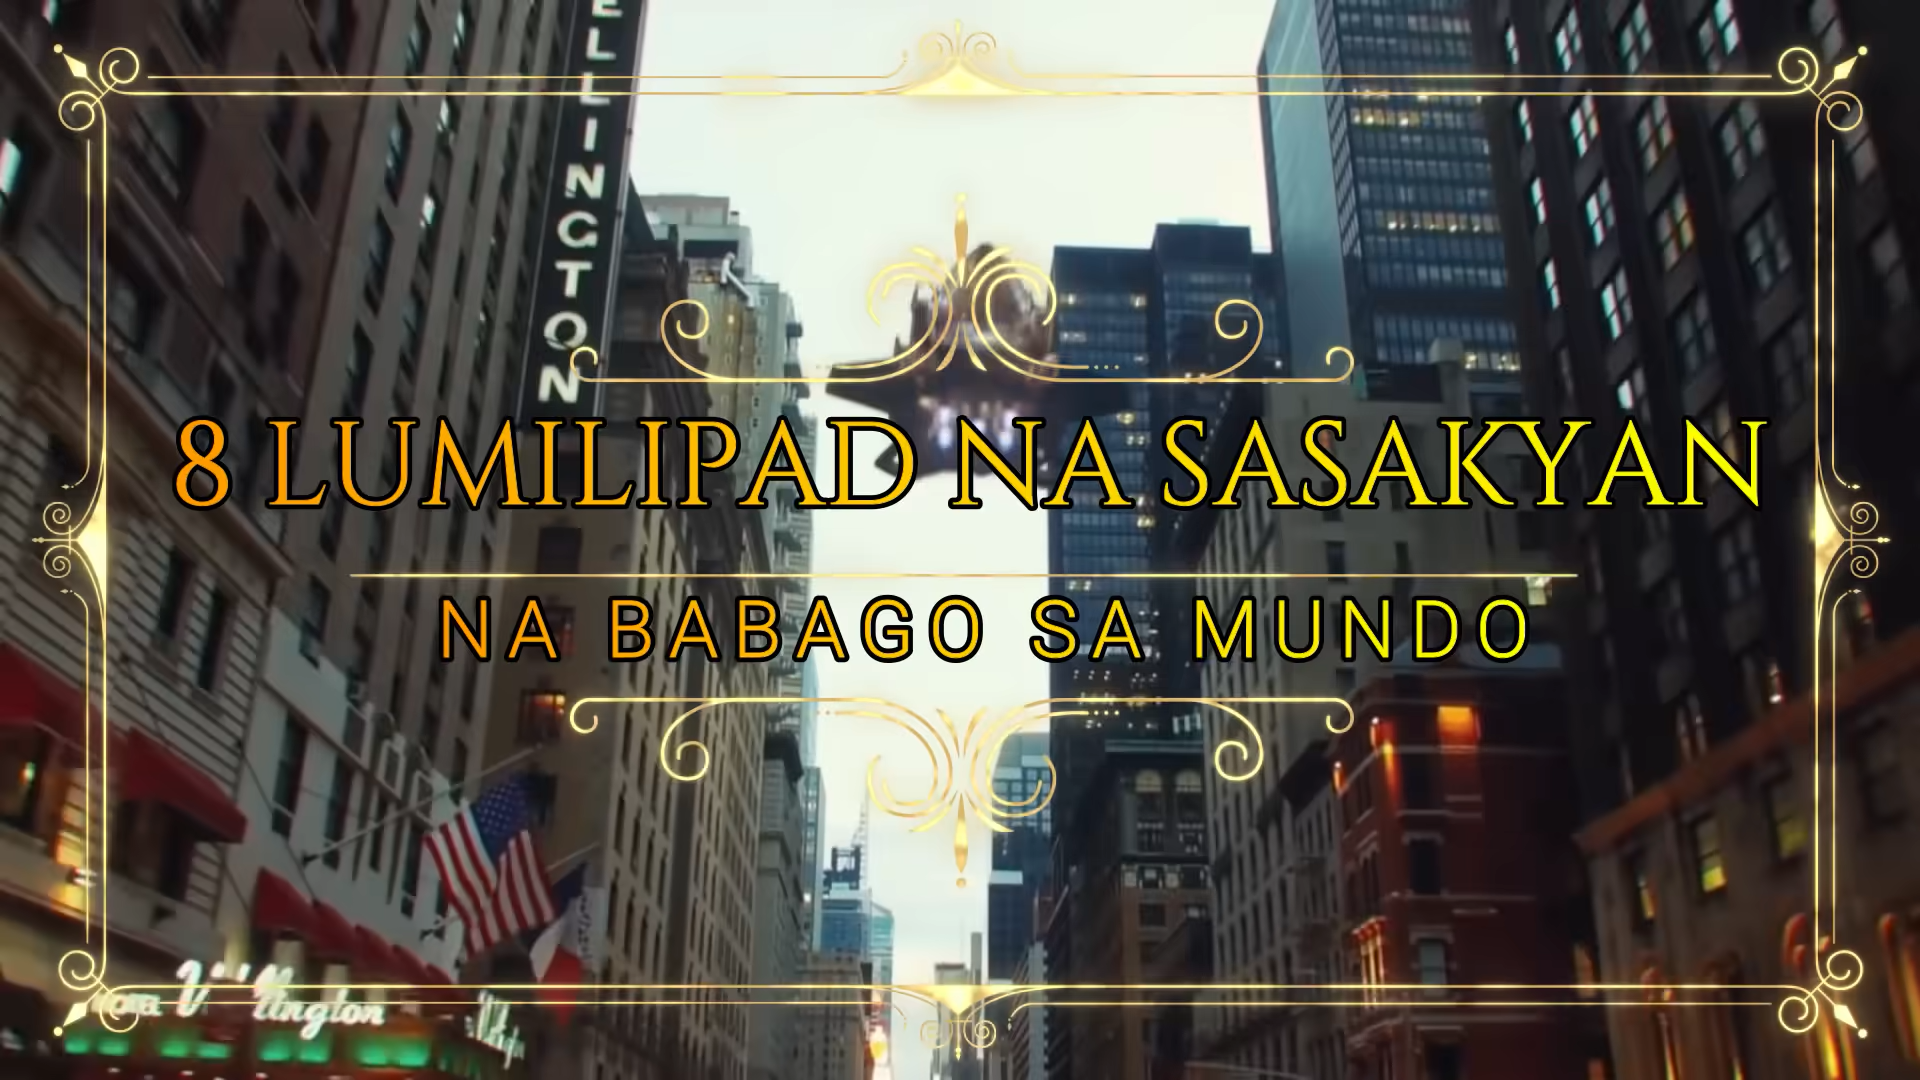 ELLINGTON
8 LUMILIPAD NA SASAKYAN
NA BABAGO SA MUNDO